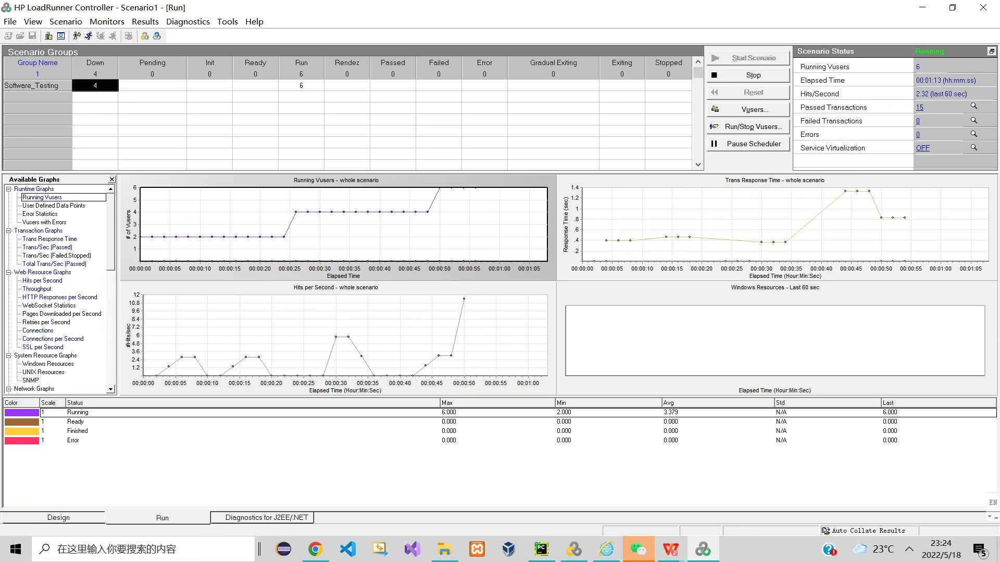 HP LoadRunner Controller - Scenario1 - [Run]
File View Scenario Monitors Results Diagnostics Tools Help
Scenario Groups
Group Name Down Pending Init Ready Run Rendez Passed Failed Error Gradual Exiting Exiting Stopped
1 4 0 0 0 6 0 0 0 0 0 0 0
Software_Testing 4 6
Start Scenario
Stop
Reset
Vusers...
Run/Stop Vusers...
Pause Scheduler
Scenario Status Running
Running Vusers 6
Elapsed Time 00:01:13 (hh:mm:ss)
Hits/Second 2.32 (last 60 sec)
Passed Transactions 15
Failed Transactions 0
Errors 0
Service Virtualization OFF
Available Graphs
Runtime Graphs
Running Vusers
User Defined Data Points
Error Statistics
Vusers with Errors
Transaction Graphs
Trans Response Time
Trans/Sec (Passed)
Trans/Sec (Failed,Stopped)
Total Trans/Sec (Passed)
Web Resource Graphs
Hits per Second
Throughput
HTTP Responses per Second
WebSocket Statistics
Pages Downloaded per Second
Retries per Second
Connections
Connections per Second
SSL per Second
System Resource Graphs
Windows Resources
UNIX Resources
SNMP
Network Graphs
Running Vusers - whole scenario
# of Vusers
6
5
4
3
2
1
00:00:00 00:00:05 00:00:10 00:00:15 00:00:20 00:00:25 00:00:30 00:00:35 00:00:40 00:00:45 00:00:50 00:00:55 00:01:00 00:01:05
Elapsed Time
Trans Response Time - whole scenario
Response Time (sec)
1.4
1.2
1
.8
.6
.4
.2
00:00:00 00:00:05 00:00:10 00:00:15 00:00:20 00:00:25 00:00:30 00:00:35 00:00:40 00:00:45 00:00:50 00:00:55 00:01:00 00:01:05
Elapsed Time (Hour:Min:Sec)
Hits per Second - whole scenario
#Hits/sec
12
10.8
9.6
8.4
7.2
6
4.8
3.6
2.4
1.2
00:00:00 00:00:05 00:00:10 00:00:15 00:00:20 00:00:25 00:00:30 00:00:35 00:00:40 00:00:45 00:00:50 00:00:55 00:01:00
Elapsed Time (Hour:Min:Sec)
Windows Resources - Last 60 sec
Elapsed Time (Hour:Min:Sec)
Color Scale Status Max Min Avg Std Last
1 Running 6.000 2.000 3.379 N/A 6.000
1 Ready 0.000 0.000 0.000 N/A 0.000
1 Finished 0.000 0.000 0.000 N/A 0.000
1 Error 0.000 0.000 0.000 N/A 0.000
EN
Design Run Diagnostics for J2EE/.NET
Auto Collate Results
在这里输入你要搜索的内容
PC
23°C
23:24
2022/5/18
5